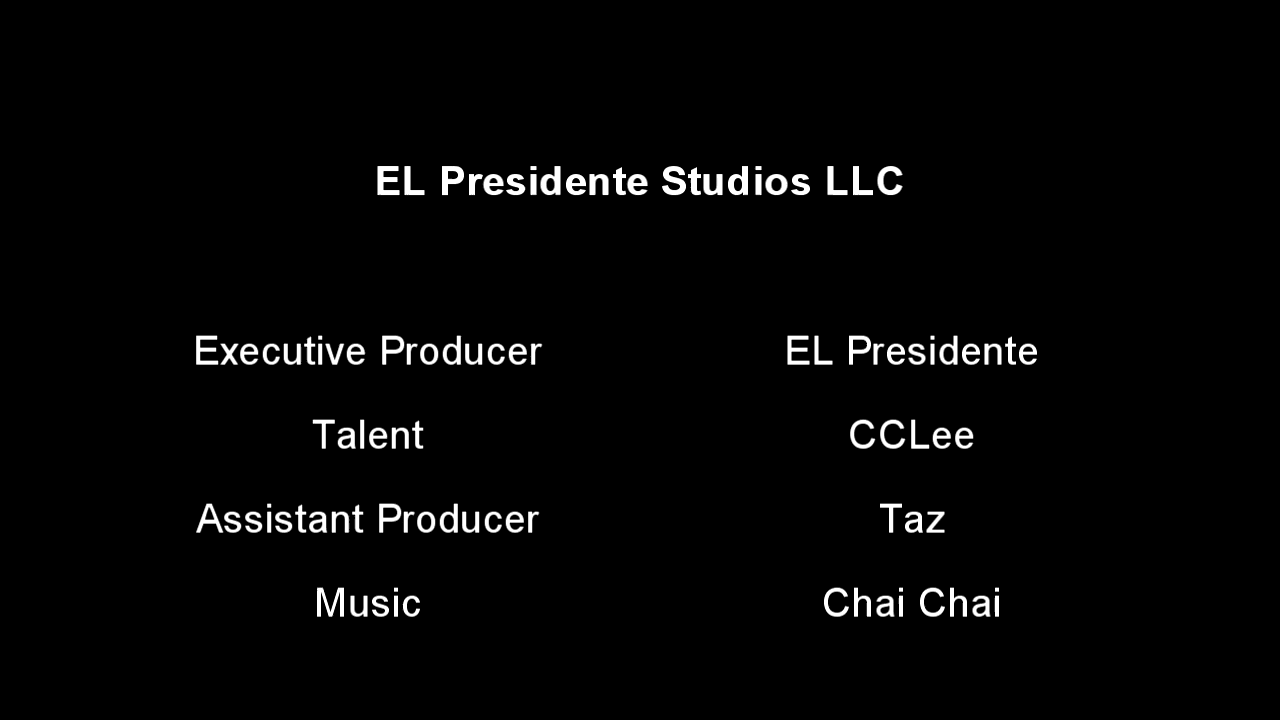 EL Presidente Studios LLC
Executive Producer EL Presidente
Talent CCLee
Assistant Producer Taz
Music Chai Chai